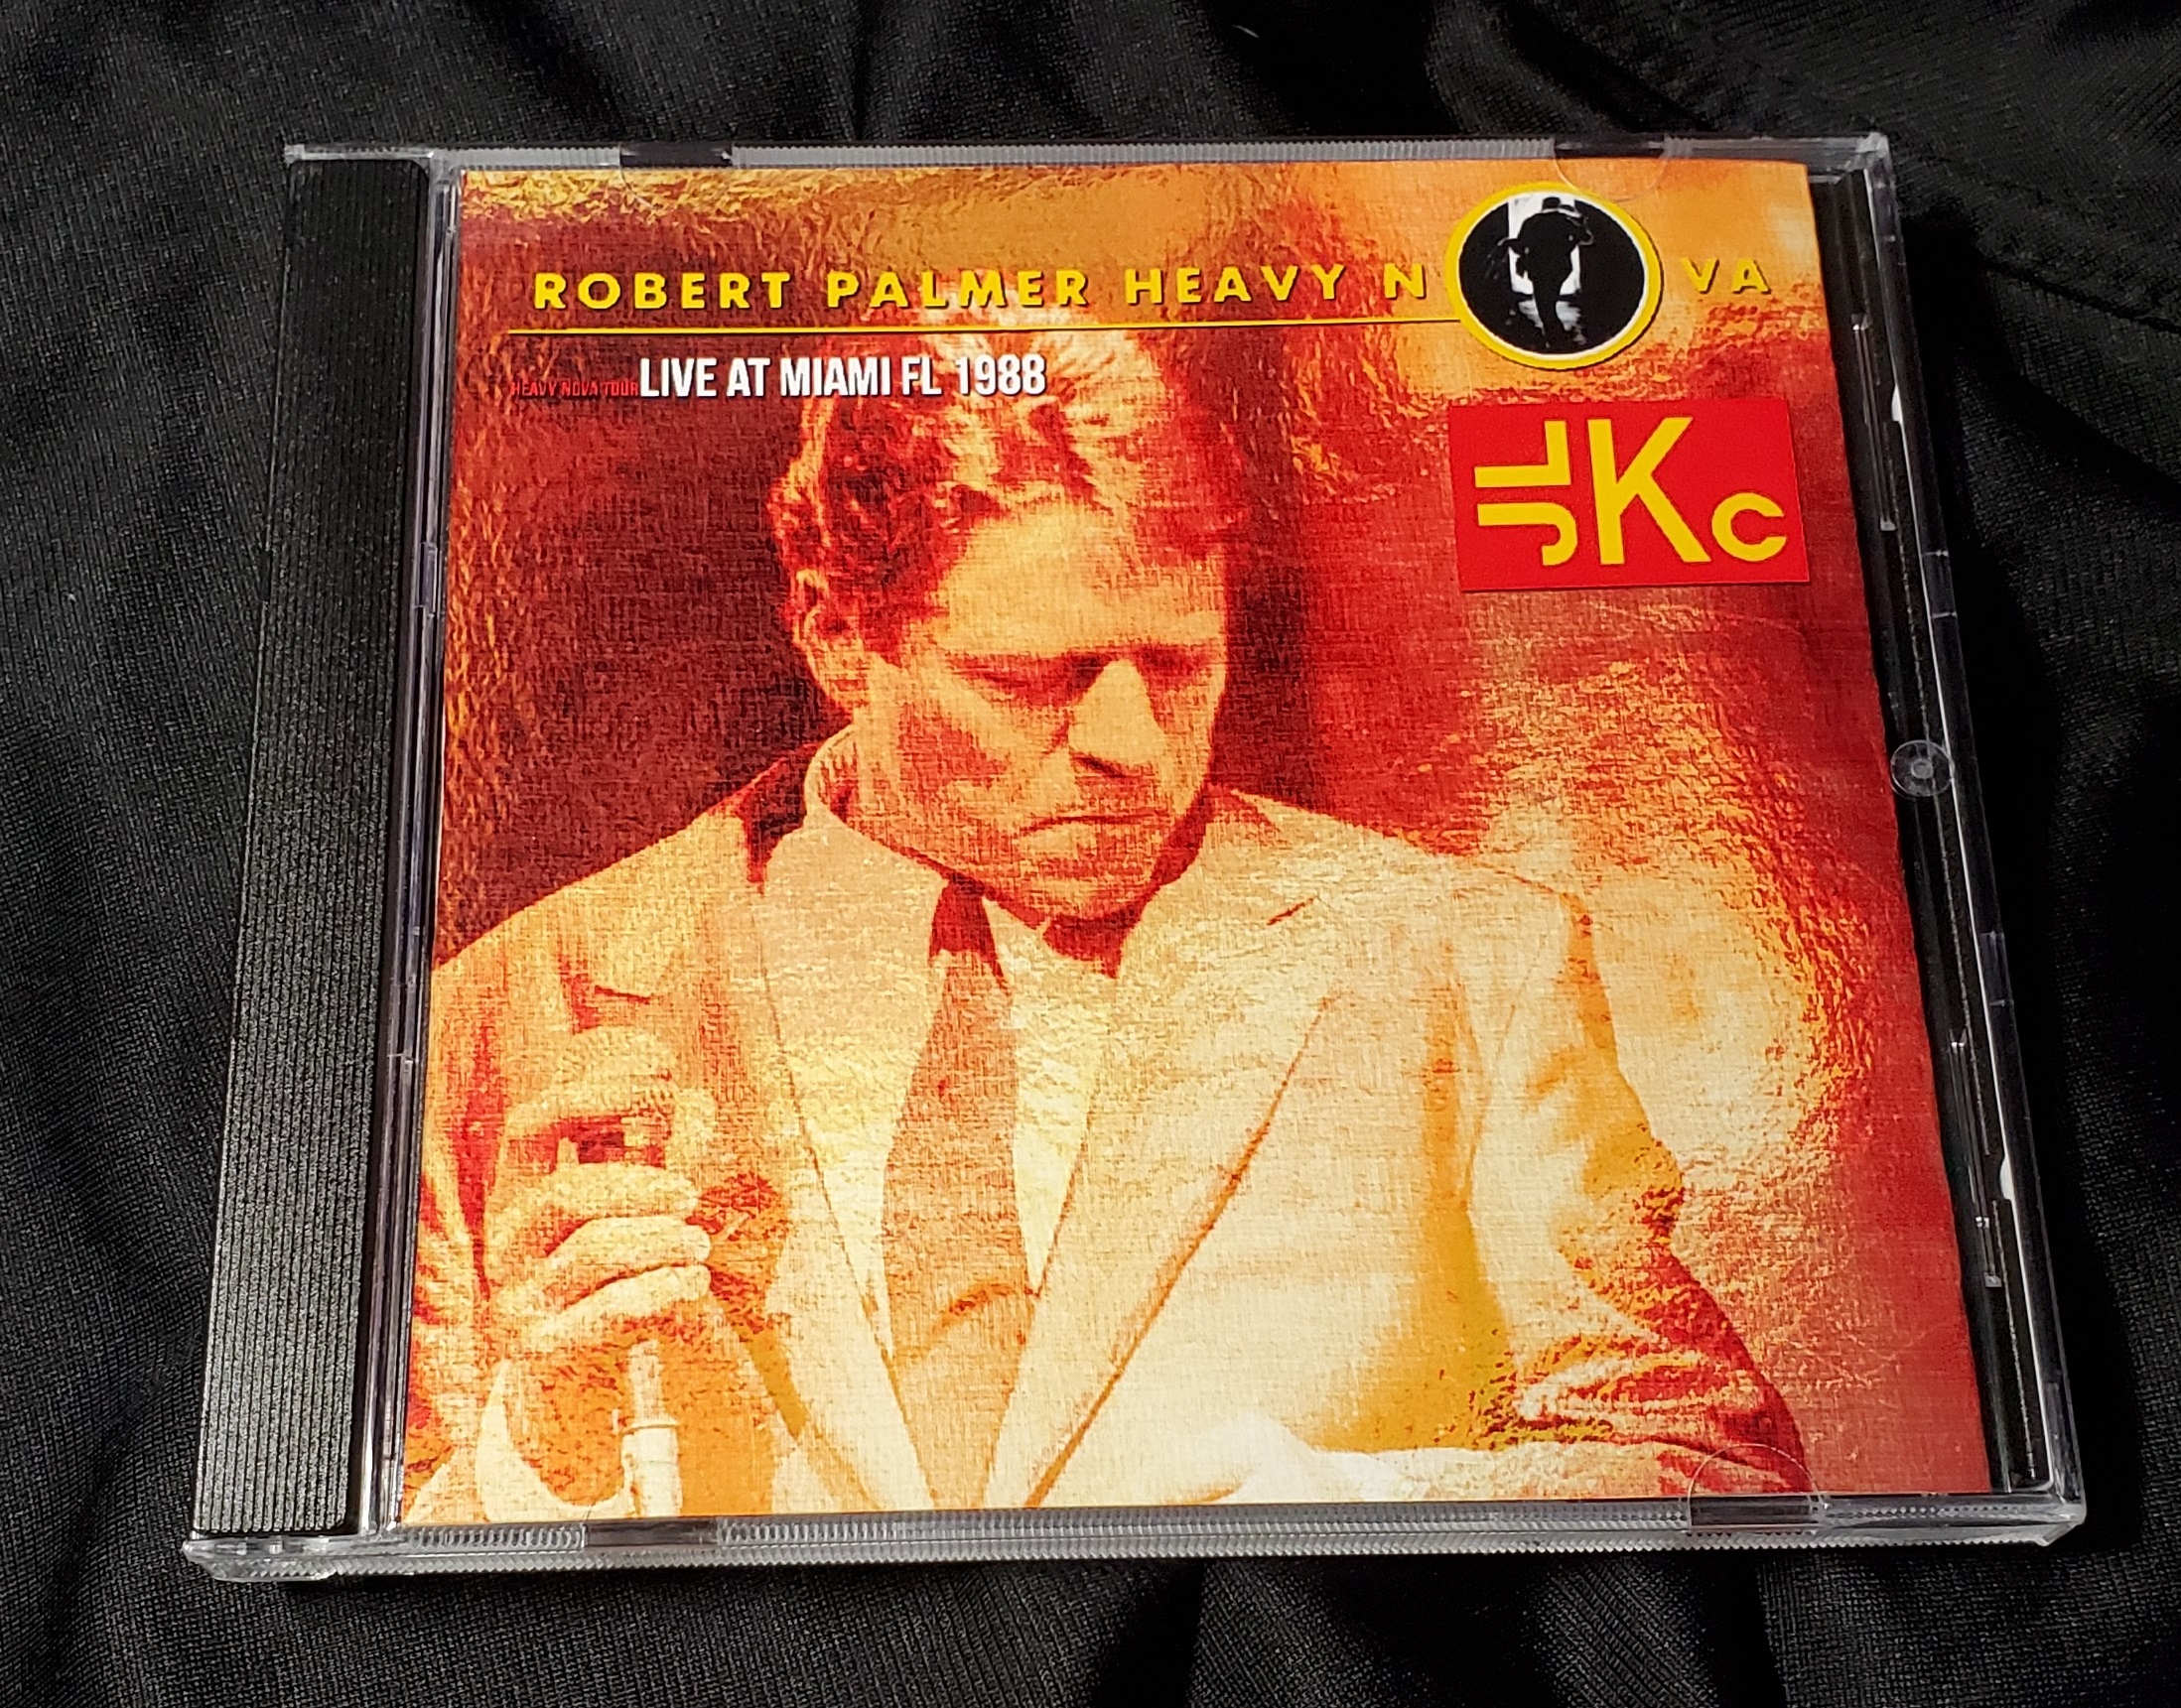 ROBERT PALMER HEAVY N VA
HEAVY NOVA TOUR LIVE AT MIAMI FL 1988
Kc